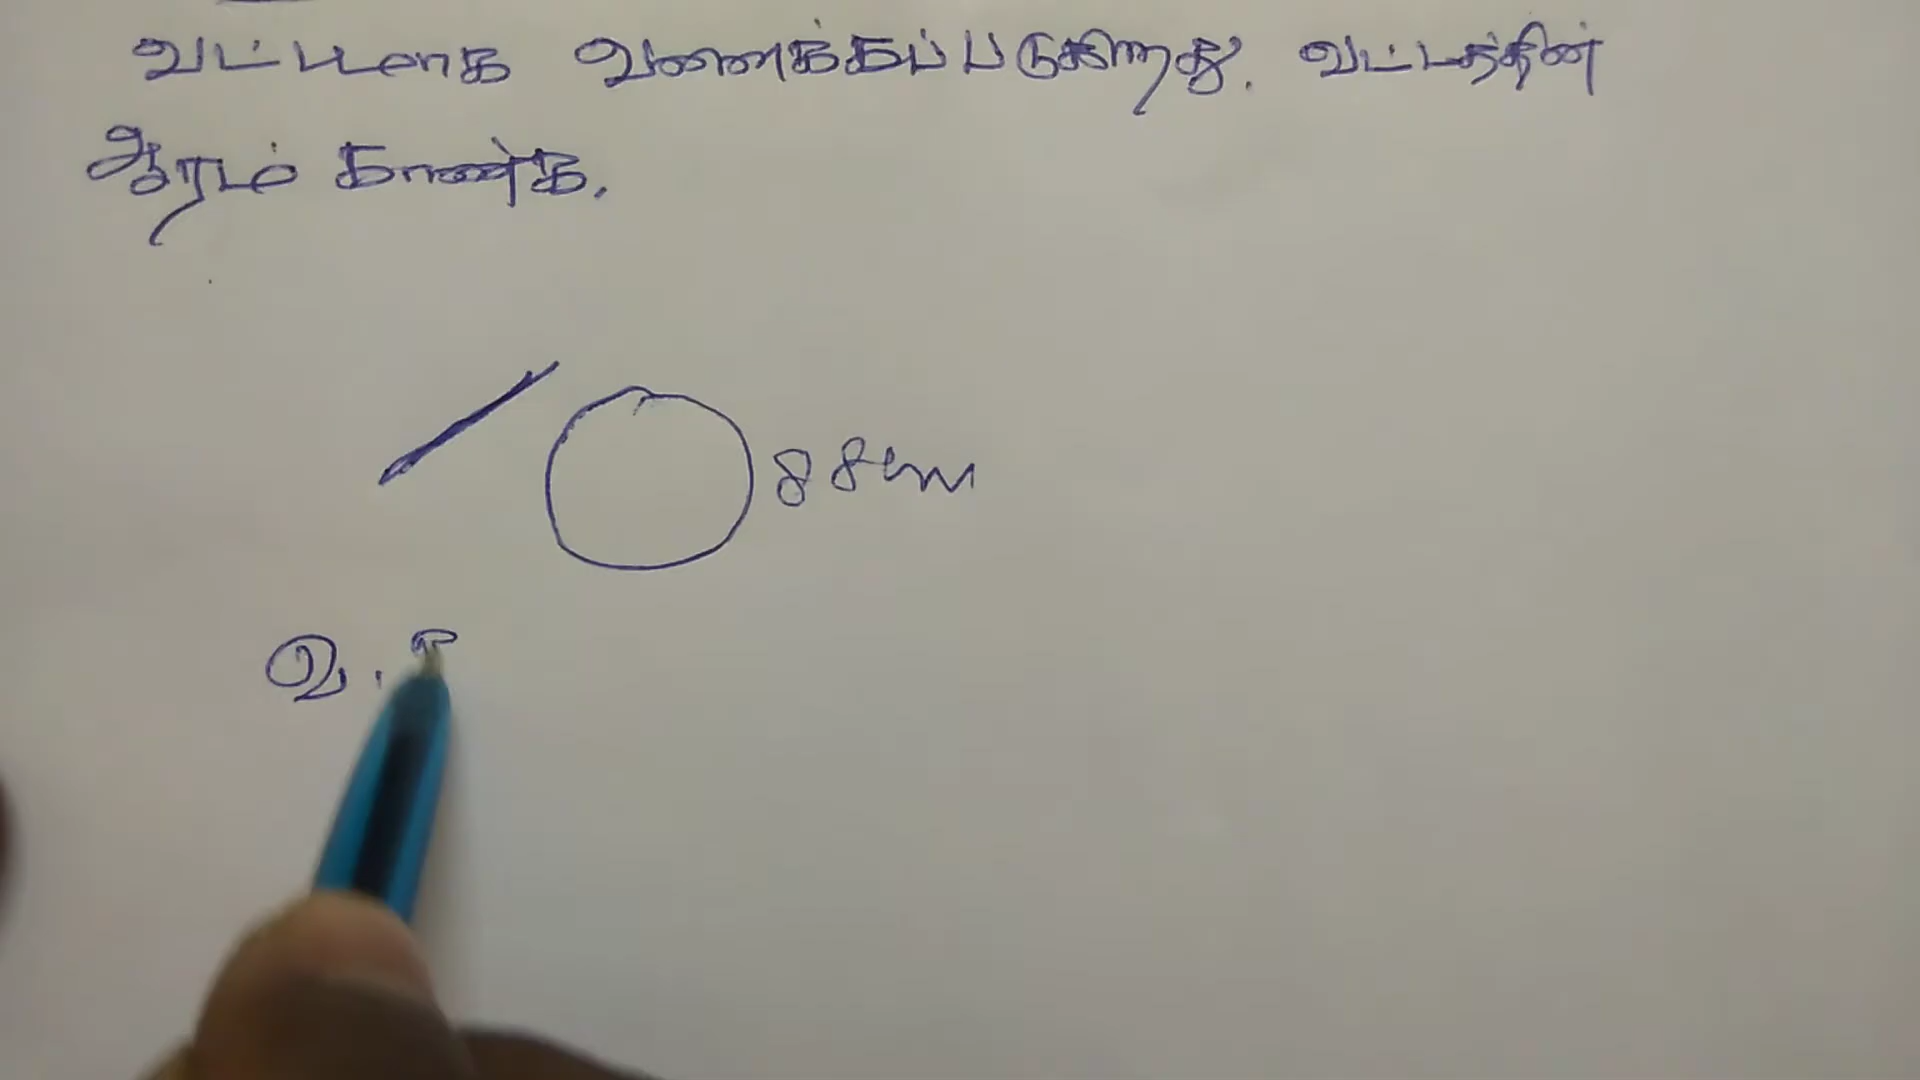 வட்டமாக வளைக்கப்படுகிறது. வட்டத்தின்
ஆரம் காண்க.
88cm
வ.